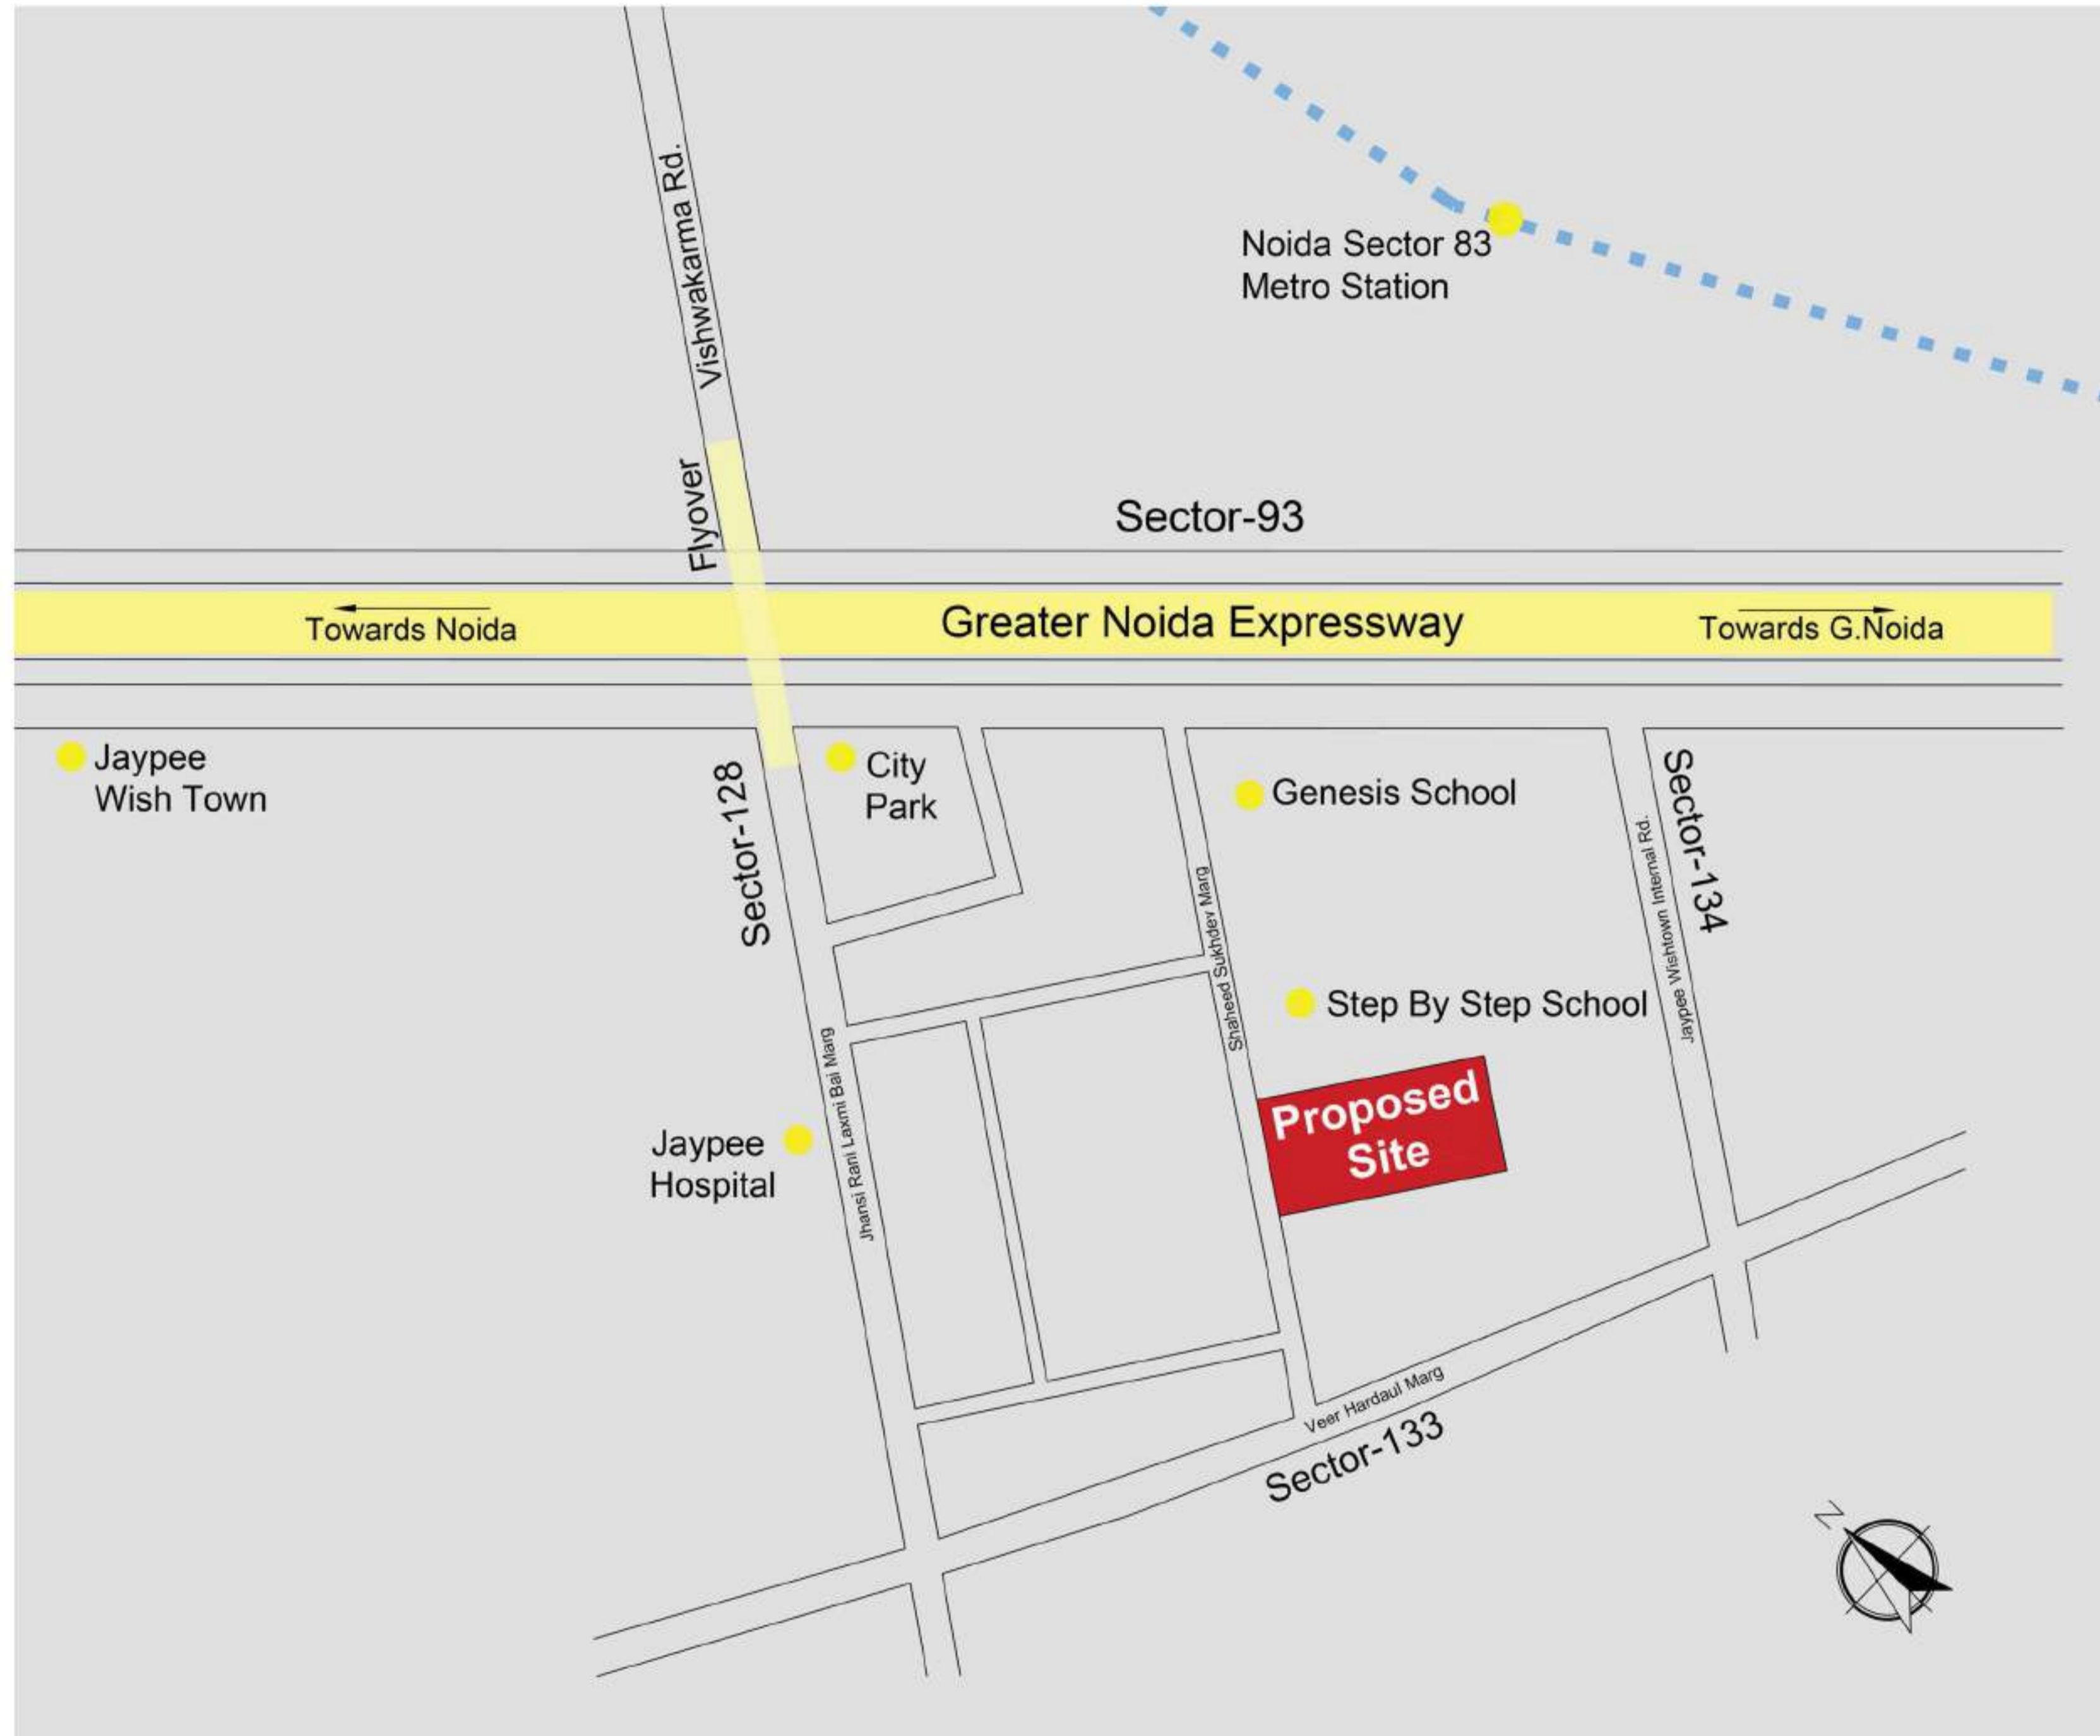 Vishwakarma Rd.
Noida Sector 83
Metro Station
Flyover
Sector-93
Towards Noida
Greater Noida Expressway
Towards G.Noida
Jaypee
Wish Town
Sector-128
City
Park
Genesis School
Sector-134
Jaypee Wishtown Internal Rd.
Shaheed Sukhdev Marg
Step By Step School
Jhansi Rani Laxmi Bai Marg
Jaypee
Hospital
Proposed
Site
Veer Hardaul Marg
Sector-133
N